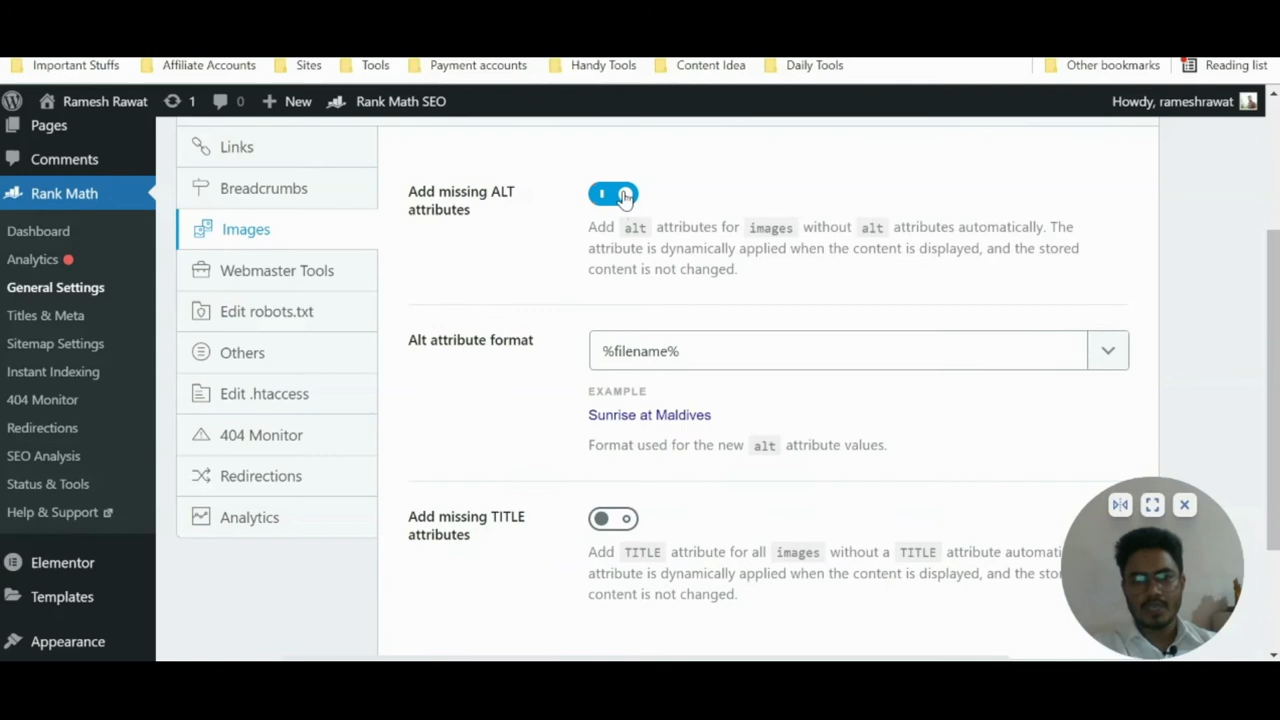 Important Stuffs Affiliate Accounts Sites Tools Payment accounts Handy Tools Content Idea Daily Tools Other bookmarks Reading list
Ramesh Rawat 1 0 New Rank Math SEO Howdy, rameshrawat
Pages
Comments
Rank Math
Dashboard
Analytics
General Settings
Titles & Meta
Sitemap Settings
Instant Indexing
404 Monitor
Redirections
SEO Analysis
Status & Tools
Help & Support
Elementor
Templates
Appearance
Links
Breadcrumbs
Images
Webmaster Tools
Edit robots.txt
Others
Edit .htaccess
404 Monitor
Redirections
Analytics
Add missing ALT
attributes
Add alt attributes for images without alt attributes automatically. The
attribute is dynamically applied when the content is displayed, and the stored
content is not changed.
Alt attribute format
%filename%
EXAMPLE
Sunrise at Maldives
Format used for the new alt attribute values.
Add missing TITLE
attributes
Add TITLE attribute for all images without a TITLE attribute automati
attribute is dynamically applied when the content is displayed, and the stor
content is not changed.